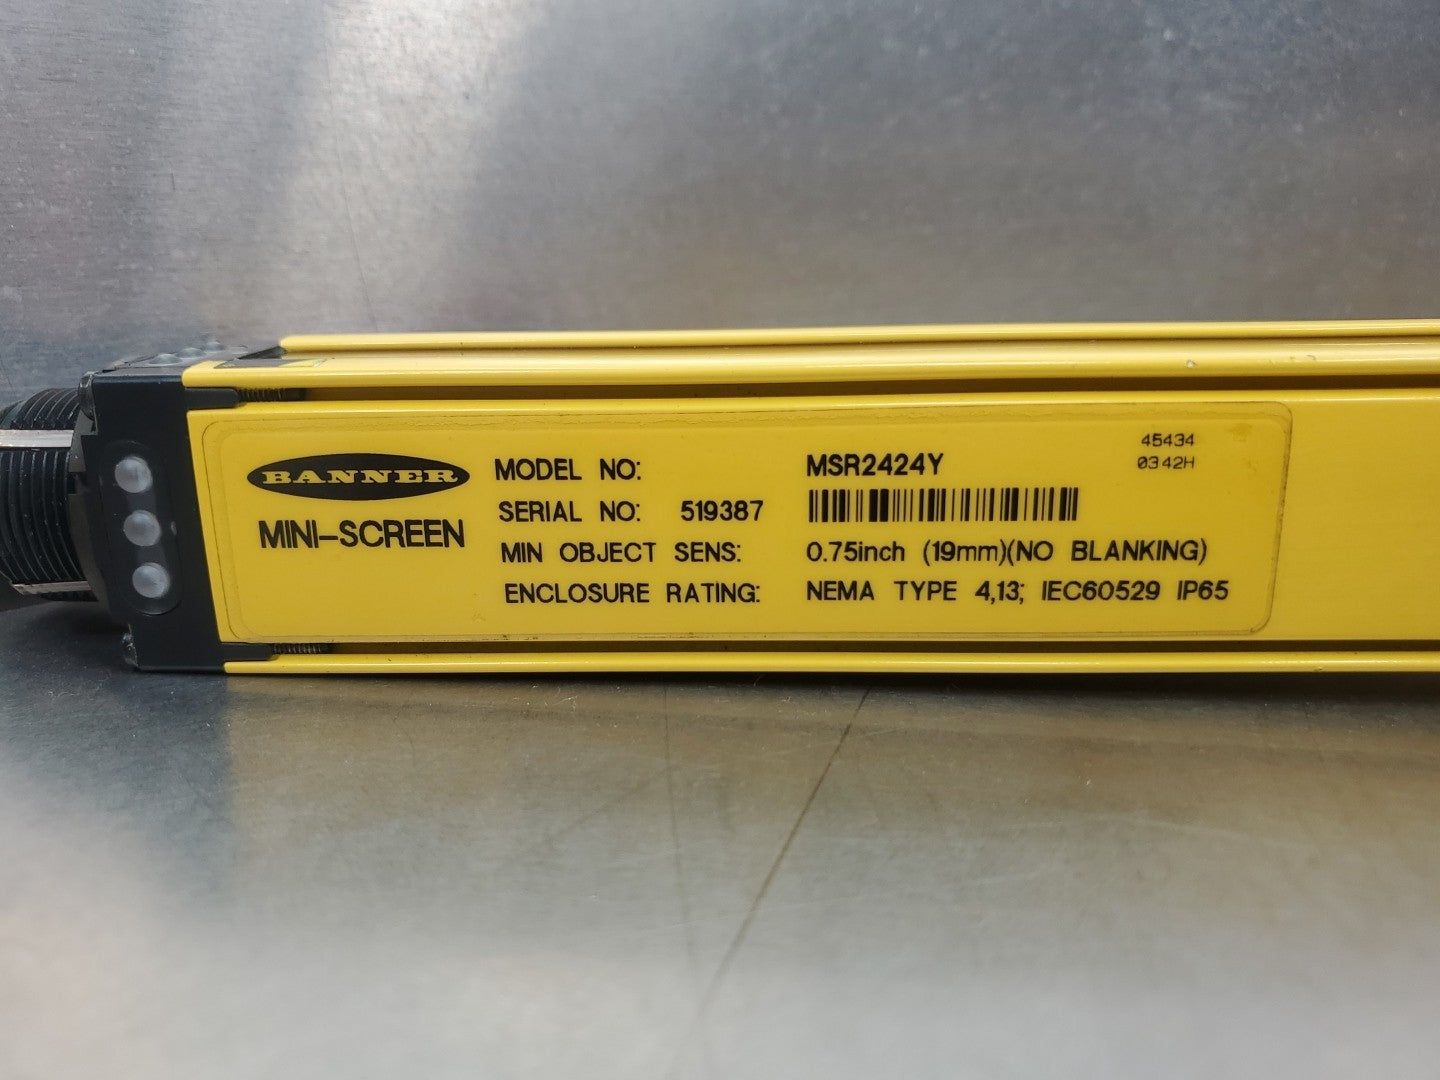 BANNER
MINI-SCREEN
MODEL NO: MSR2424Y
SERIAL NO: 519387
MIN OBJECT SENS: 0.75inch (19mm)(NO BLANKING)
ENCLOSURE RATING: NEMA TYPE 4,13; IEC60529 IP65
45434
0342H